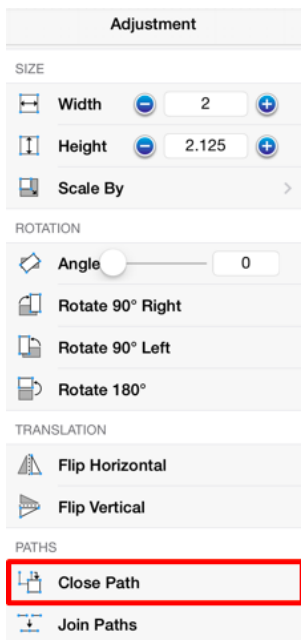 Adjustment
SIZE
Width 2
Height 2.125
Scale By
ROTATION
Angle 0
Rotate 90° Right
Rotate 90° Left
Rotate 180°
TRANSLATION
Flip Horizontal
Flip Vertical
PATHS
Close Path
Join Paths